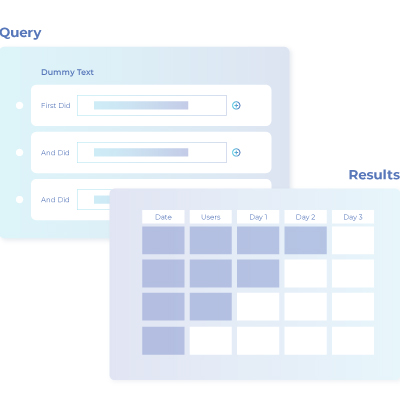 Query
Dummy Text
First Did
And Did
And Did
Results
Date Users Day 1 Day 2 Day 3